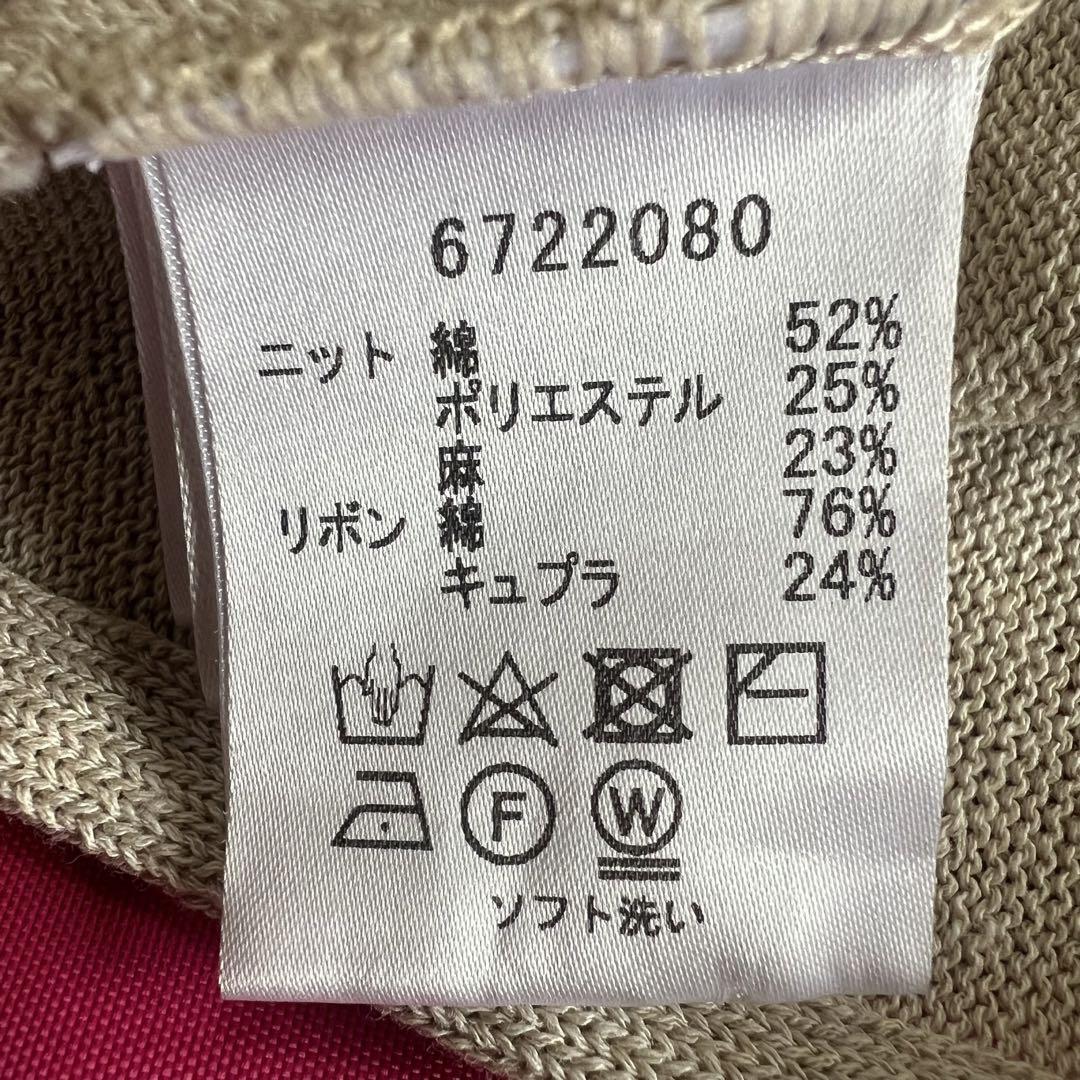 6722080
ニット 綿 52%
ポリエステル 25%
麻 23%
リボン 綿 76%
キュプラ 24%
F W
ソフト洗い